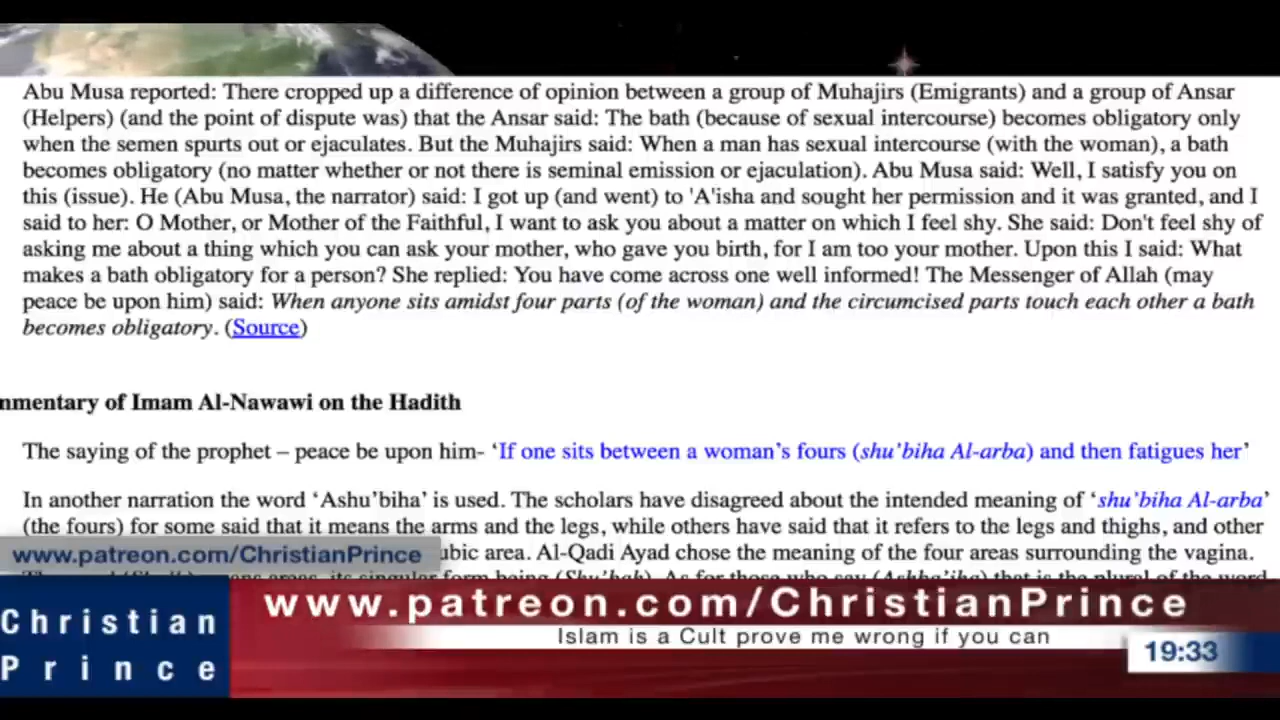 Abu Musa reported: There cropped up a difference of opinion between a group of Muhajirs (Emigrants) and a group of Ansar
(Helpers) (and the point of dispute was) that the Ansar said: The bath (because of sexual intercourse) becomes obligatory only
when the semen spurts out or ejaculates. But the Muhajirs said: When a man has sexual intercourse (with the woman), a bath
becomes obligatory (no matter whether or not there is seminal emission or ejaculation). Abu Musa said: Well, I satisfy you on
this (issue). He (Abu Musa, the narrator) said: I got up (and went) to 'A'isha and sought her permission and it was granted, and I
said to her: O Mother, or Mother of the Faithful, I want to ask you about a matter on which I feel shy. She said: Don't feel shy of
asking me about a thing which you can ask your mother, who gave you birth, for I am too your mother. Upon this I said: What
makes a bath obligatory for a person? She replied: You have come across one well informed! The Messenger of Allah (may
peace be upon him) said: When anyone sits amidst four parts (of the woman) and the circumcised parts touch each other a bath
becomes obligatory. (Source)
nmentary of Imam Al-Nawawi on the Hadith
The saying of the prophet – peace be upon him- ‘If one sits between a woman’s fours (shu’biha Al-arba) and then fatigues her’
In another narration the word ‘Ashu’biha’ is used. The scholars have disagreed about the intended meaning of ‘shu’biha Al-arba’
(the fours) for some said that it means the arms and the legs, while others have said that it refers to the legs and thighs, and other
ubic area. Al-Qadi Ayad chose the meaning of the four areas surrounding the vagina.
www.patreon.com/ChristianPrince
www.patreon.com/ChristianPrince
Islam is a Cult prove me wrong if you can
Christian
Prince
19:33